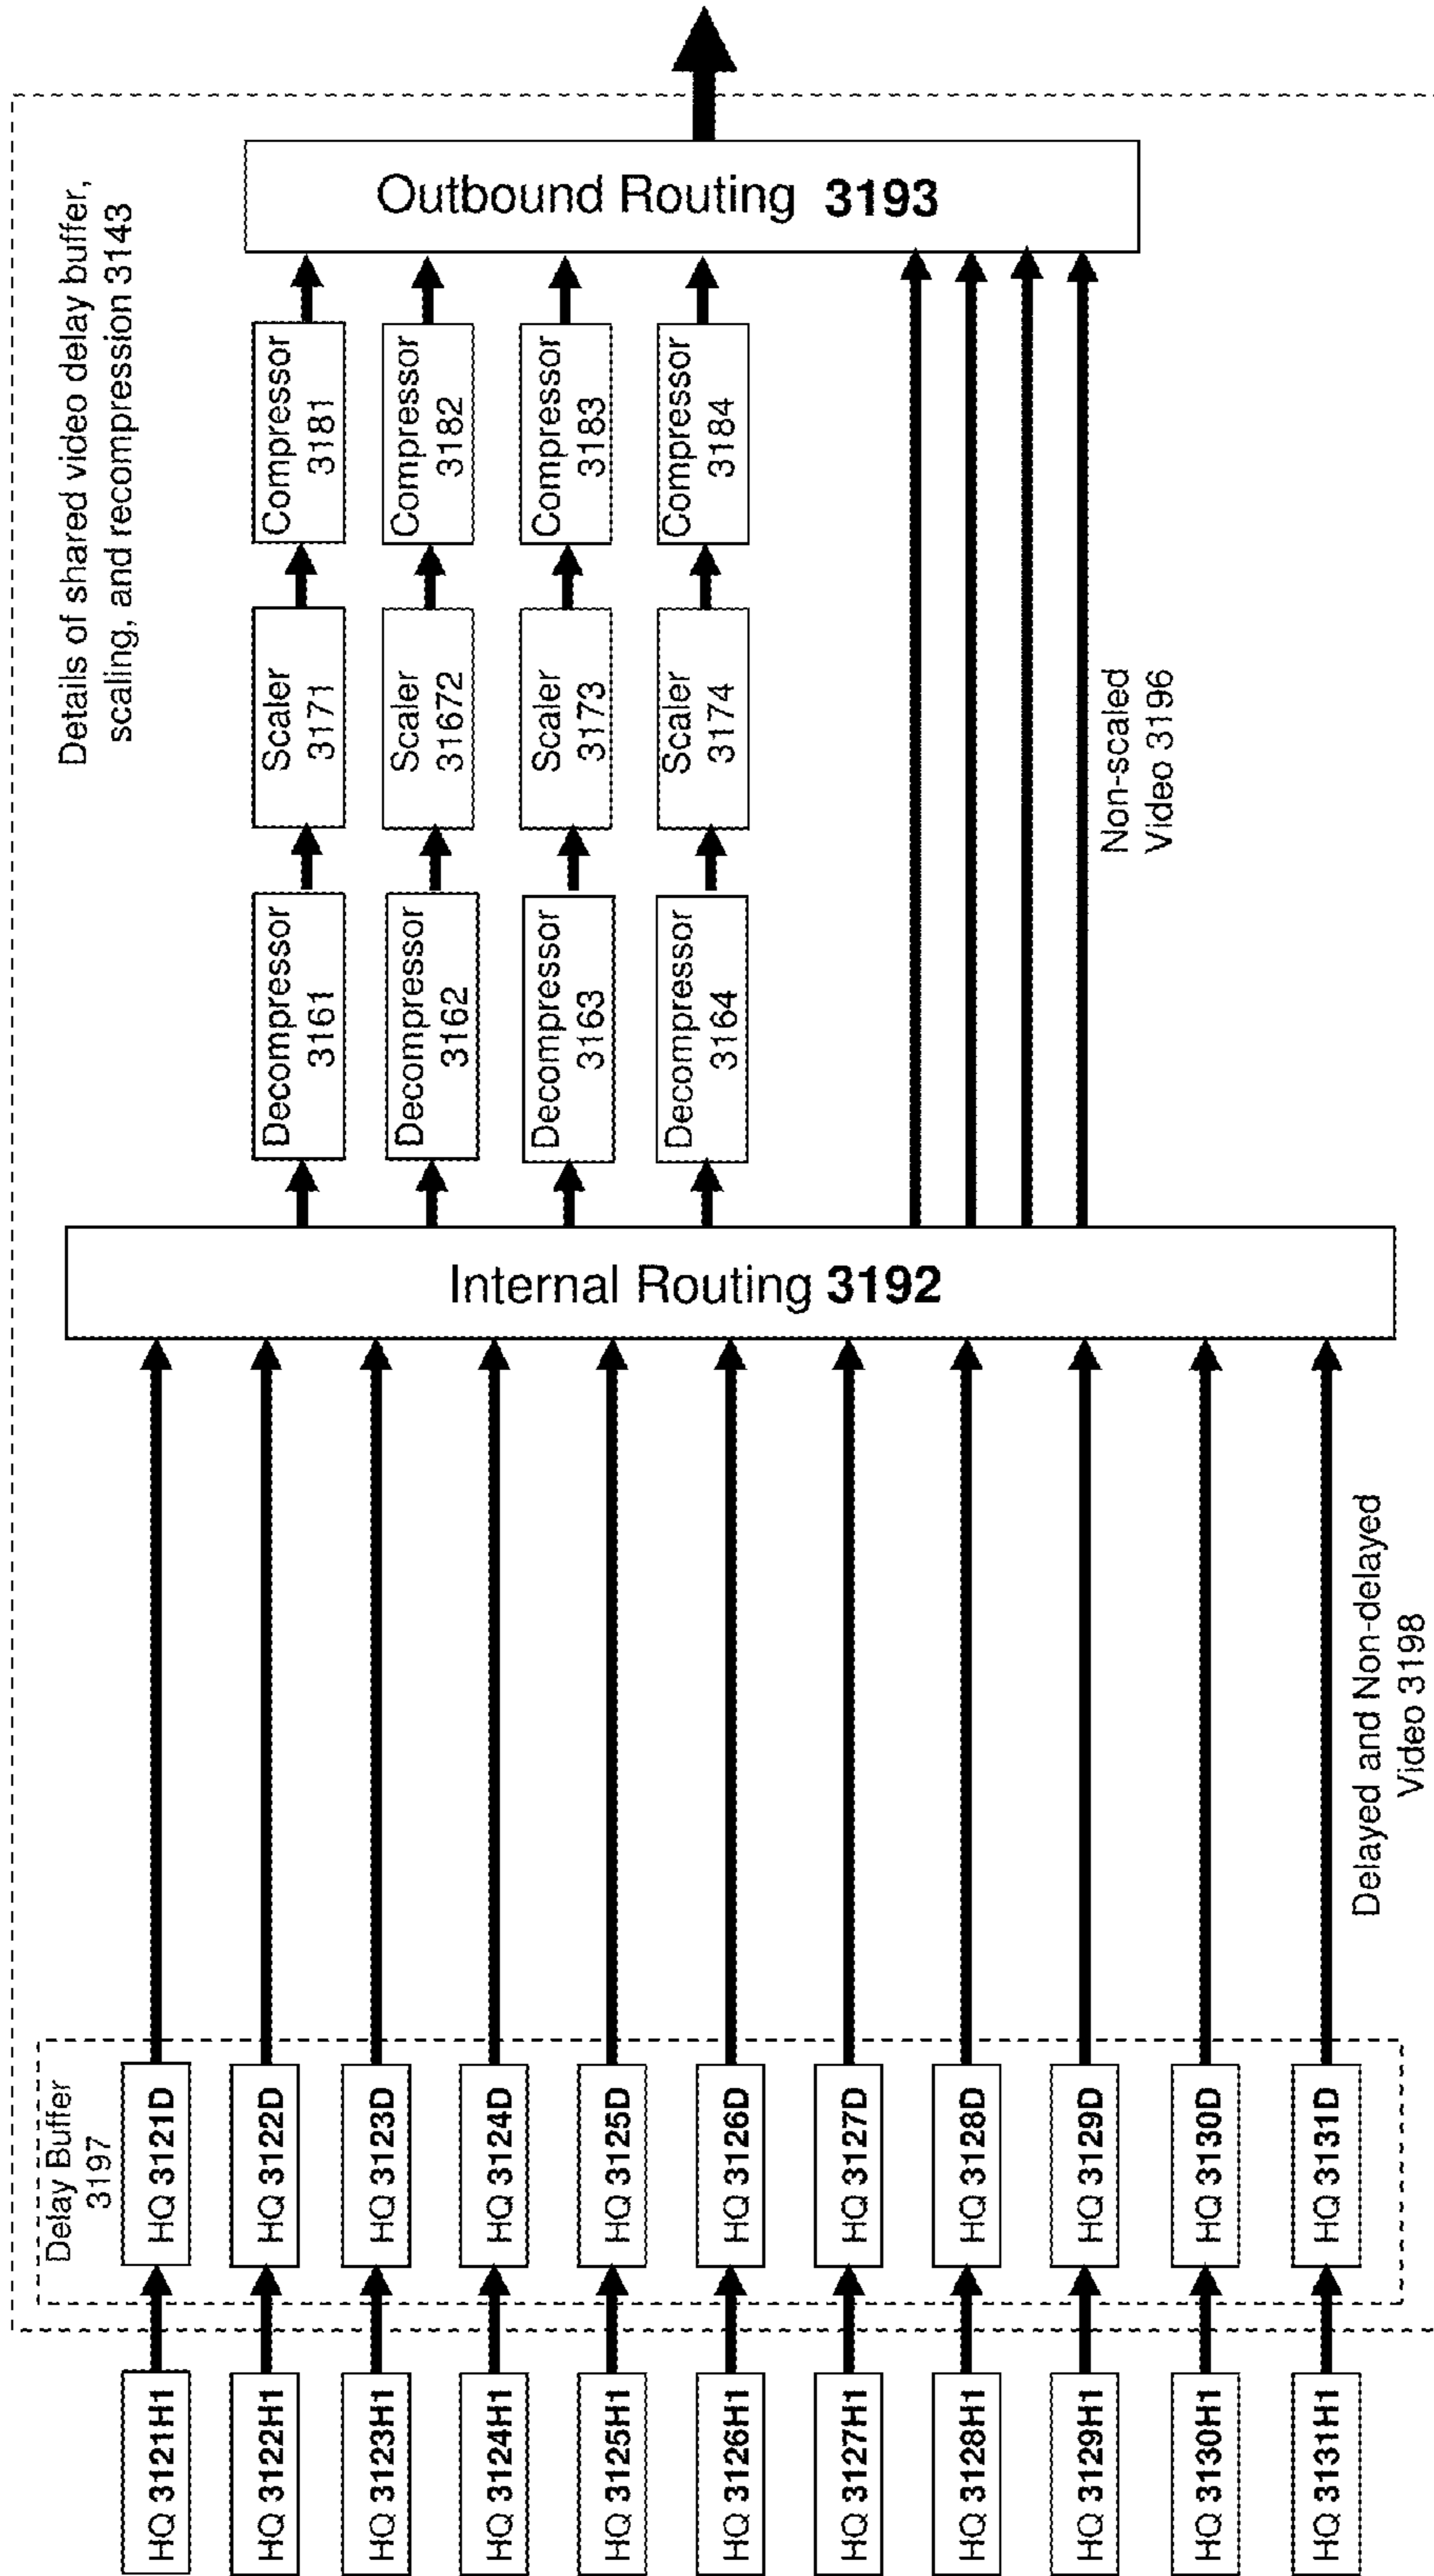 Details of shared video delay buffer,
scaling, and recompression 3143
Delay Buffer
3197
HQ 3121H1
HQ 3122H1
HQ 3123H1
HQ 3124H1
HQ 3125H1
HQ 3126H1
HQ 3127H1
HQ 3128H1
HQ 3129H1
HQ 3130H1
HQ 3131H1
HQ 3121D
HQ 3122D
HQ 3123D
HQ 3124D
HQ 3125D
HQ 3126D
HQ 3127D
HQ 3128D
HQ 3129D
HQ 3130D
HQ 3131D
Delayed and Non-delayed
Video 3198
Internal Routing 3192
Decompressor
3161
Scaler
3171
Compressor
3181
Decompressor
3162
Scaler
31672
Compressor
3182
Decompressor
3163
Scaler
3173
Compressor
3183
Decompressor
3164
Scaler
3174
Compressor
3184
Non-scaled
Video 3196
Outbound Routing 3193